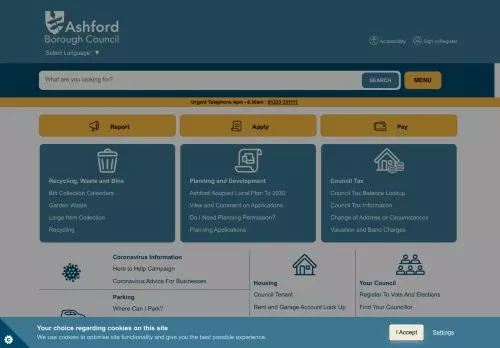 Ashford
Borough Council
Select Language ▼
Accessibility
Sign in/Register
What are you looking for?
SEARCH
MENU
Urgent Telephone 4pm - 8.30am : 01233 331111
Report
Apply
Pay
Recycling, Waste and Bins
Bin Collection Calendars
Garden Waste
Large Item Collection
Recycling
Planning and Development
Ashford Adopted Local Plan To 2030
View and Comment on Applications
Do I Need Planning Permission?
Planning Applications
Council Tax
Council Tax Balance Lookup
Council Tax Information
Change of Address or Circumstances
Valuation and Band Charges
Coronavirus Information
Here to Help Campaign
Coronavirus Advice For Businesses
Parking
Where Can I Park?
Housing
Council Tenant
Rent and Garage Account Look Up
Your Council
Register To Vote And Elections
Find Your Councillor
Your choice regarding cookies on this site
We use cookies to optimise site functionality and give you the best possible experience.
I Accept
Settings